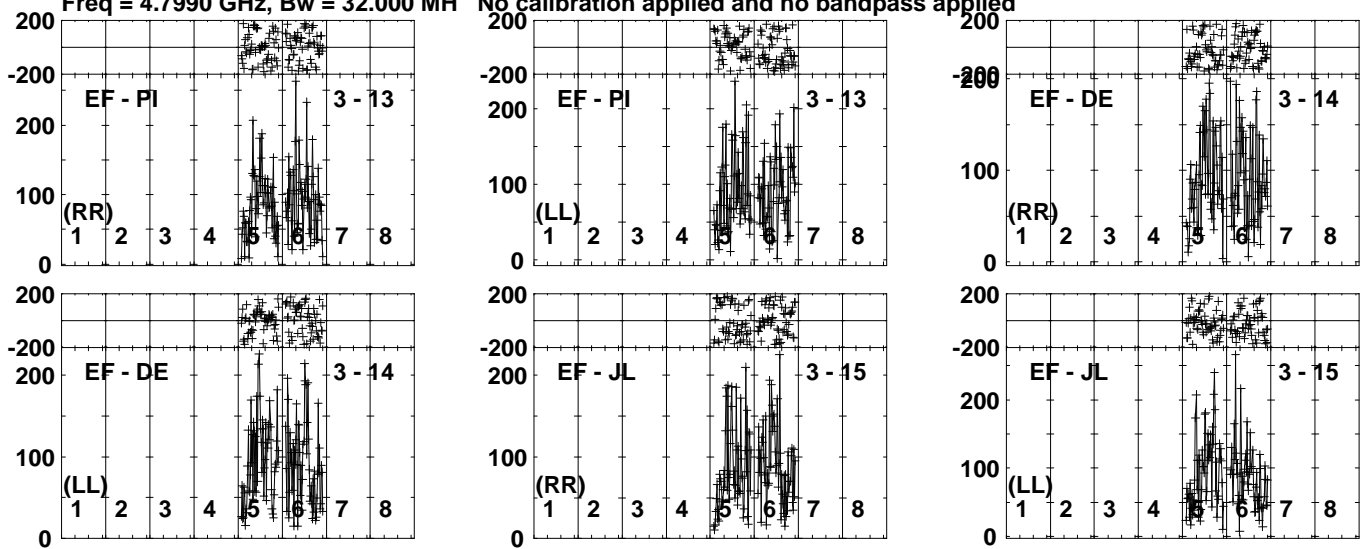 Freq = 4.7990 GHz, Bw = 32.000 MH No calibration applied and no bandpass applied
200 200 200
-200 -200 -200
EF - PI 3 - 13 EF - PI 3 - 13 200 EF - DE 3 - 14
200 200
100 100 100
(RR) (LL) (RR)
1 2 3 4 5 6 7 8 1 2 3 4 5 6 7 8 1 2 3 4 5 6 7 8
0 0 0
200 200 200
-200 -200 -200
EF - DE 3 - 14 EF - JL 3 - 15 EF - JL 3 - 15
200 200 200
100 100 100
(LL) (RR) (LL)
1 2 3 4 5 6 7 8 1 2 3 4 5 6 7 8 1 2 3 4 5 6 7 8
0 0 0